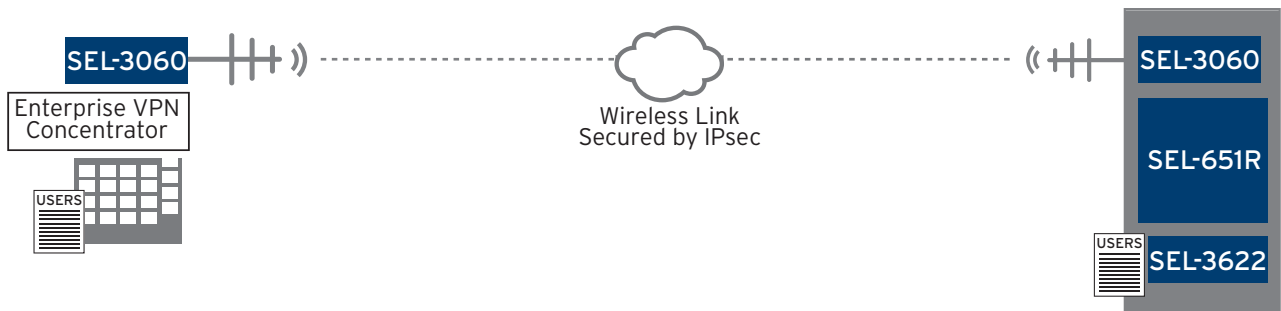 SEL-3060
Enterprise VPN
Concentrator
USERS
Wireless Link
Secured by IPsec
SEL-3060
SEL-651R
USERS
SEL-3622